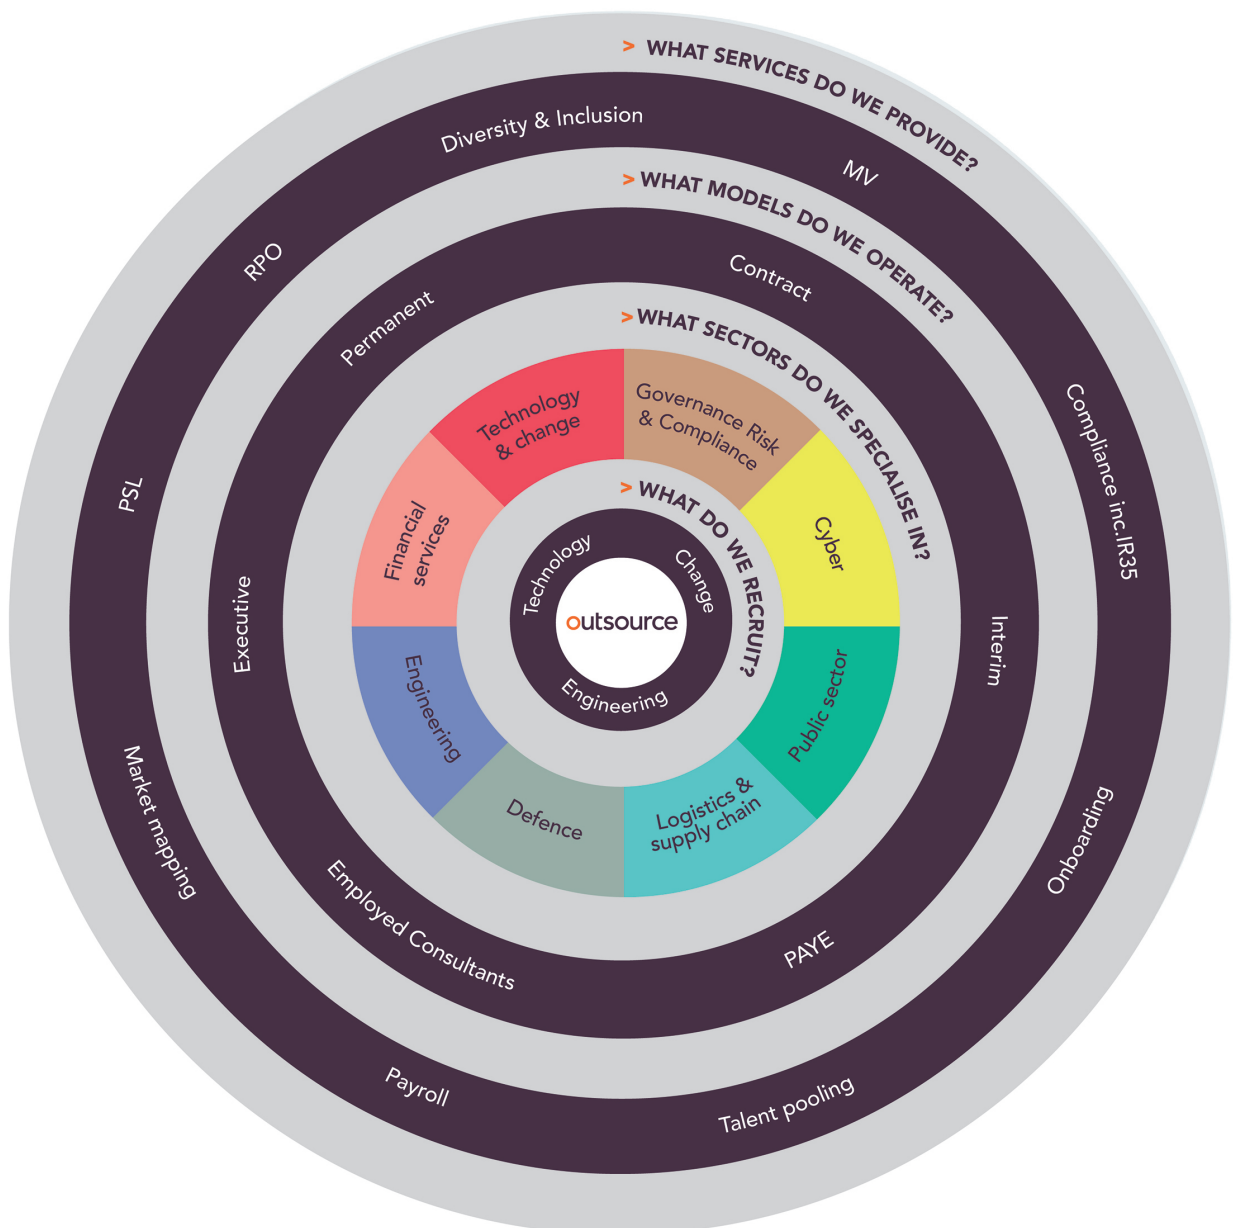 > WHAT SERVICES DO WE PROVIDE?
MV
Compliance inc.IR35
Onboarding
Talent pooling
Payroll
Market mapping
PSL
RPO
Diversity & Inclusion
> WHAT MODELS DO WE OPERATE?
Contract
Interim
PAYE
Employed Consultants
Executive
Permanent
> WHAT SECTORS DO WE SPECIALISE IN?
Governance Risk
& Compliance
Cyber
Public sector
Logistics &
supply chain
Defence
Engineering
Financial
services
Technology
& change
> WHAT DO WE RECRUIT?
Change
Engineering
Technology
outsource